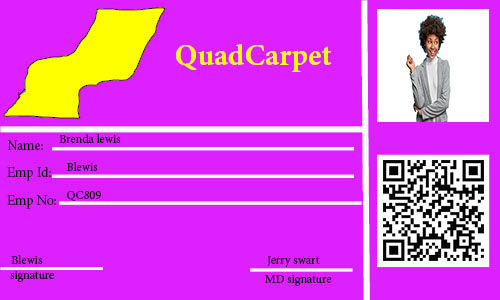 QuadCarpet
Name: Brenda lewis
Emp Id: Blewis
Emp No: QC809
Blewis
signature
Jerry swart
MD signature